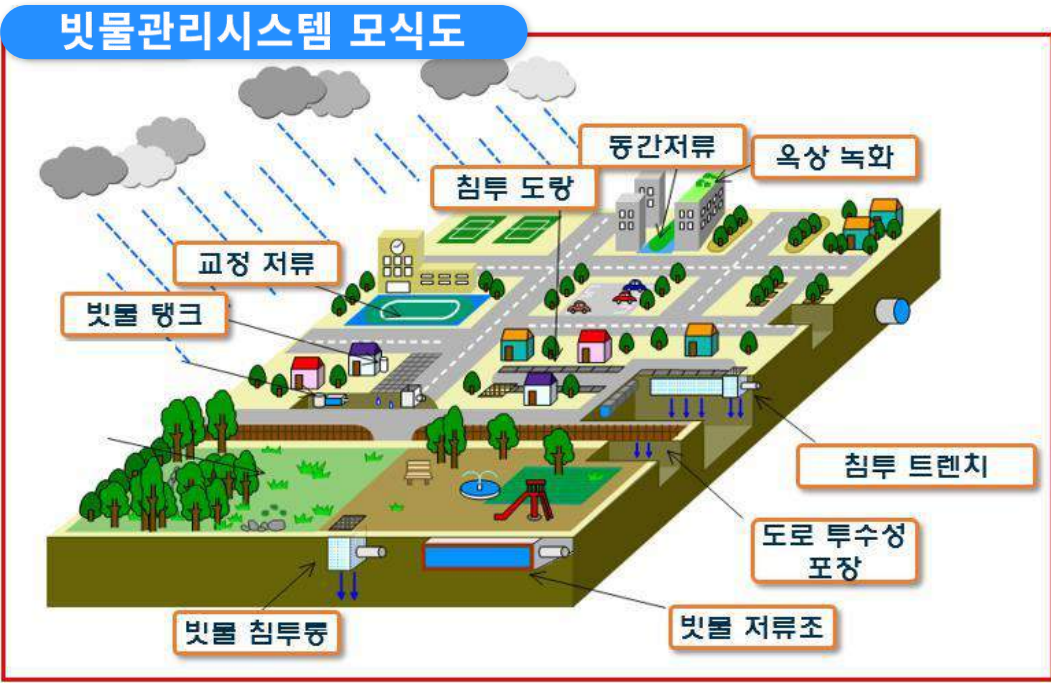 빗물관리시스템 모식도
동간저류
옥상 녹화
침투 도랑
교정 저류
빗물 탱크
침투 트렌치
도로 투수성
포장
빗물 침투통
빗물 저류조